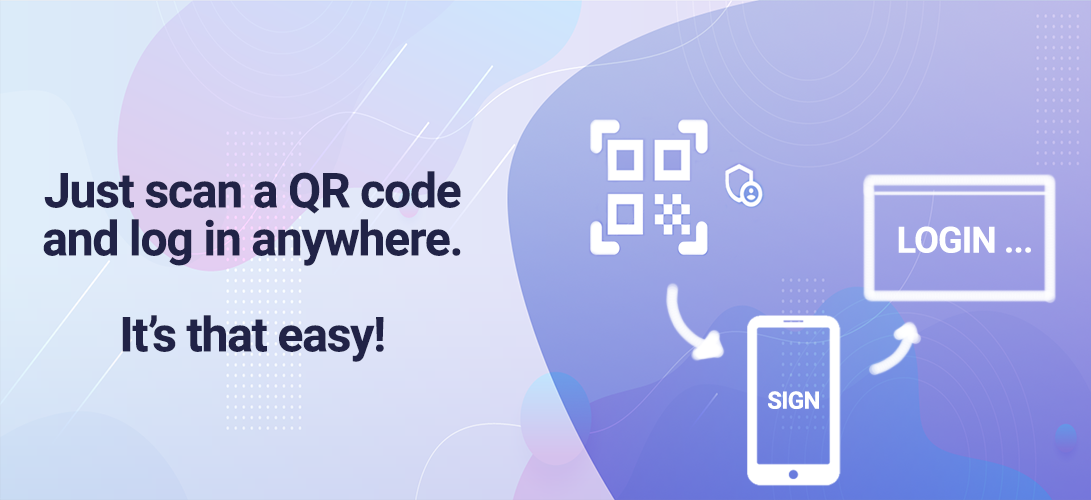 Just scan a QR code
and log in anywhere.
It’s that easy!
LOGIN ...
SIGN